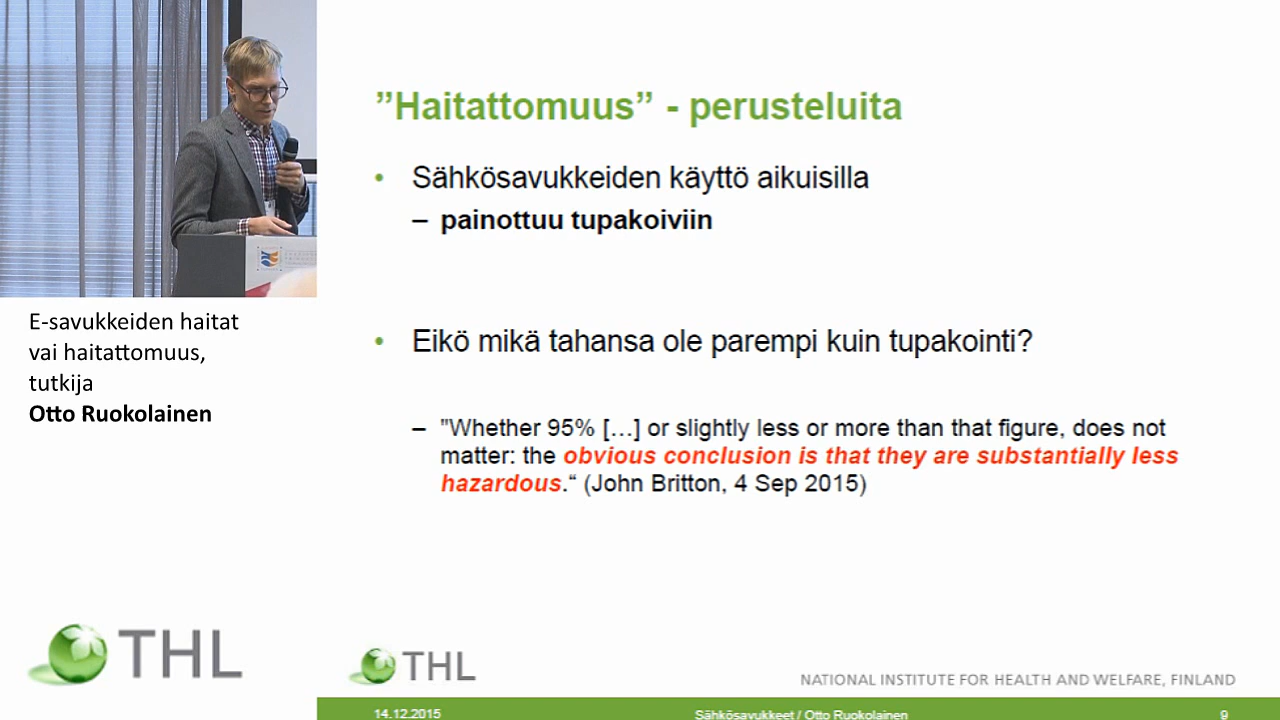 E-savukkeiden haitat
vai haitattomuus,
tutkija
Otto Ruokolainen
THL
”Haitattomuus” - perusteluita
• Sähkösavukkeiden käyttö aikuisilla
– painottuu tupakoiviin
• Eikö mikä tahansa ole parempi kuin tupakointi?
– "Whether 95% […] or slightly less or more than that figure, does not
matter: the obvious conclusion is that they are substantially less
hazardous.“ (John Britton, 4 Sep 2015)
THL
NATIONAL INSTITUTE FOR HEALTH AND WELFARE, FINLAND
14.12.2015 Sähkösavukkeet / Otto Ruokolainen 9